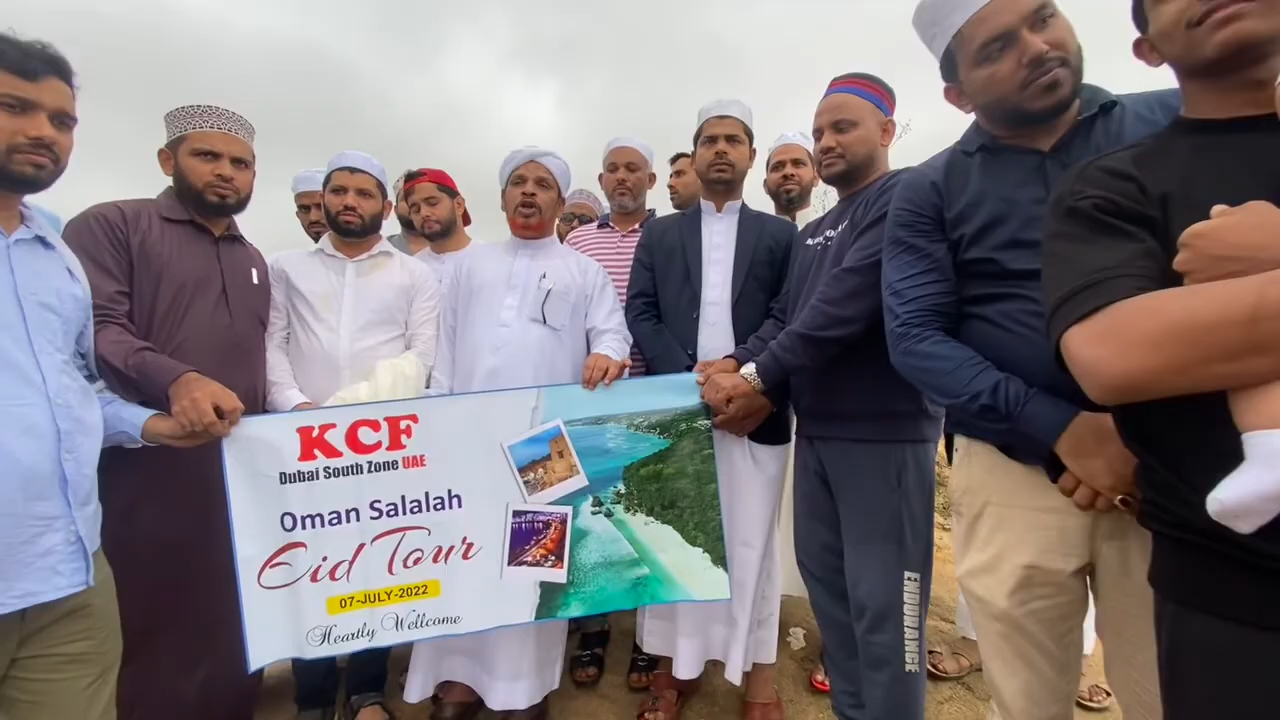 KCF
Dubai South Zone UAE
Oman Salalah
Eid Tour
07-JULY-2022
Heartly Wellcome
ENDURANCE